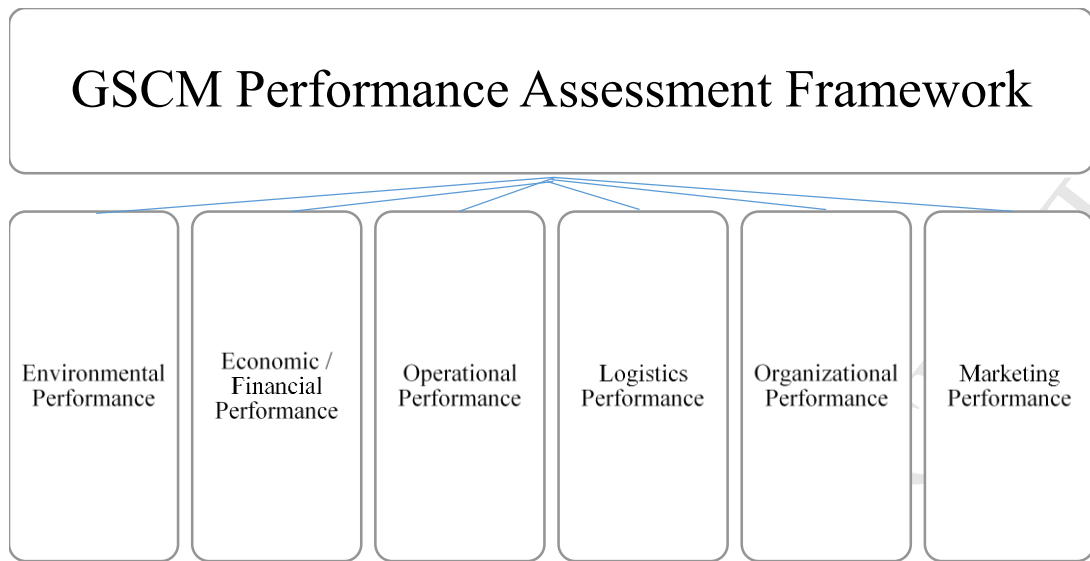 GSCM Performance Assessment Framework
Environmental
Performance
Economic /
Financial
Performance
Operational
Performance
Logistics
Performance
Organizational
Performance
Marketing
Performance